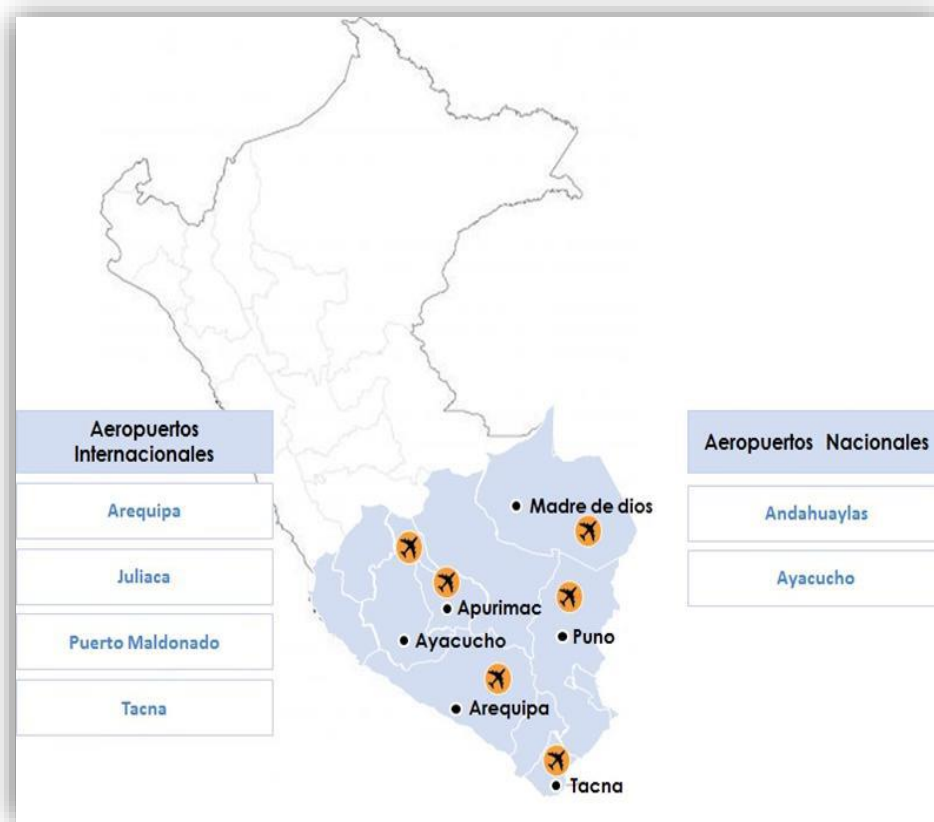 Aeropuertos
Internacionales
Arequipa
Juliaca
Puerto Maldonado
Tacna
Madre de dios
Apurimac
Ayacucho
Puno
Arequipa
Tacna
Aeropuertos Nacionales
Andahuaylas
Ayacucho